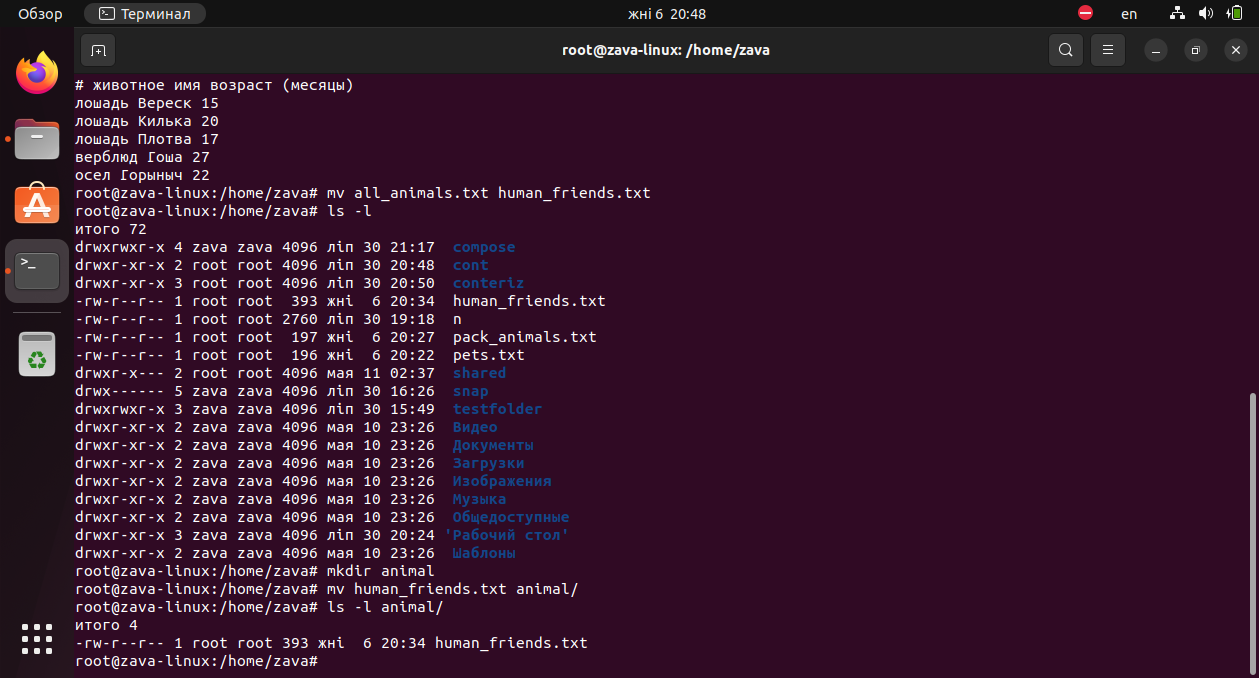 Обзор
Терминал
жні 6 20:48
en
root@zava-linux: /home/zava
# животное имя возраст (месяцы)
лошадь Вереск 15
лошадь Килька 20
лошадь Плотва 17
верблюд Гоша 27
осел Горыныч 22
root@zava-linux:/home/zava# mv all_animals.txt human_friends.txt
root@zava-linux:/home/zava# ls -l
итого 72
drwxrwxr-x 4 zava zava 4096 ліп 30 21:17  compose
drwxr-xr-x 2 root root 4096 ліп 30 20:48  cont
drwxr-xr-x 3 root root 4096 ліп 30 20:50  conteriz
-rw-r--r-- 1 root root  393 жні  6 20:34  human_friends.txt
-rw-r--r-- 1 root root 2760 ліп 30 19:18  n
-rw-r--r-- 1 root root  197 жні  6 20:27  pack_animals.txt
-rw-r--r-- 1 root root  196 жні  6 20:22  pets.txt
drwxr-x--- 2 root root 4096 мая 11 02:37  shared
drwx------ 5 zava zava 4096 ліп 30 16:26  snap
drwxrwxr-x 3 zava zava 4096 ліп 30 15:49  testfolder
drwxr-xr-x 2 zava zava 4096 мая 10 23:26  Видео
drwxr-xr-x 2 zava zava 4096 мая 10 23:26  Документы
drwxr-xr-x 2 zava zava 4096 мая 10 23:26  Загрузки
drwxr-xr-x 2 zava zava 4096 мая 10 23:26  Изображения
drwxr-xr-x 2 zava zava 4096 мая 10 23:26  Музыка
drwxr-xr-x 2 zava zava 4096 мая 10 23:26  Общедоступные
drwxr-xr-x 3 zava zava 4096 ліп 30 20:24 'Рабочий стол'
drwxr-xr-x 2 zava zava 4096 мая 10 23:26  Шаблоны
root@zava-linux:/home/zava# mkdir animal
root@zava-linux:/home/zava# mv human_friends.txt animal/
root@zava-linux:/home/zava# ls -l animal/
итого 4
-rw-r--r-- 1 root root 393 жні  6 20:34 human_friends.txt
root@zava-linux:/home/zava#